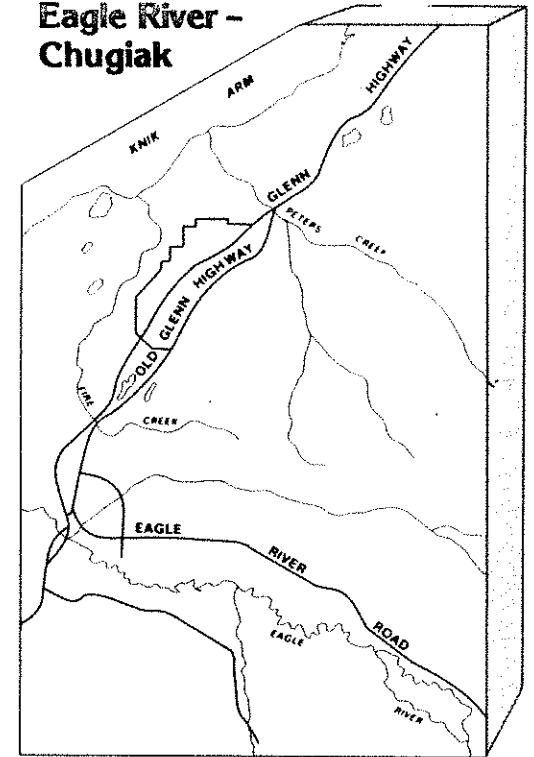 Eagle River –
Chugiak
KNIK ARM
GLENN HIGHWAY
PETERS CREEK
OLD GLENN HIGHWAY
FIRE CREEK
EAGLE RIVER ROAD
EAGLE RIVER